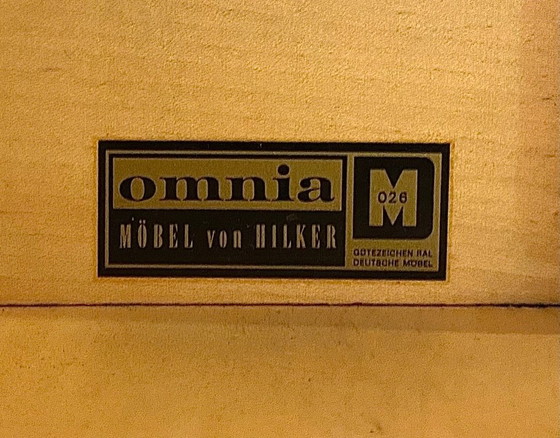 omnia
MÖBEL von HILKER
M
026
GÜTEZEICHEN RAL
DEUTSCHE MÖBEL